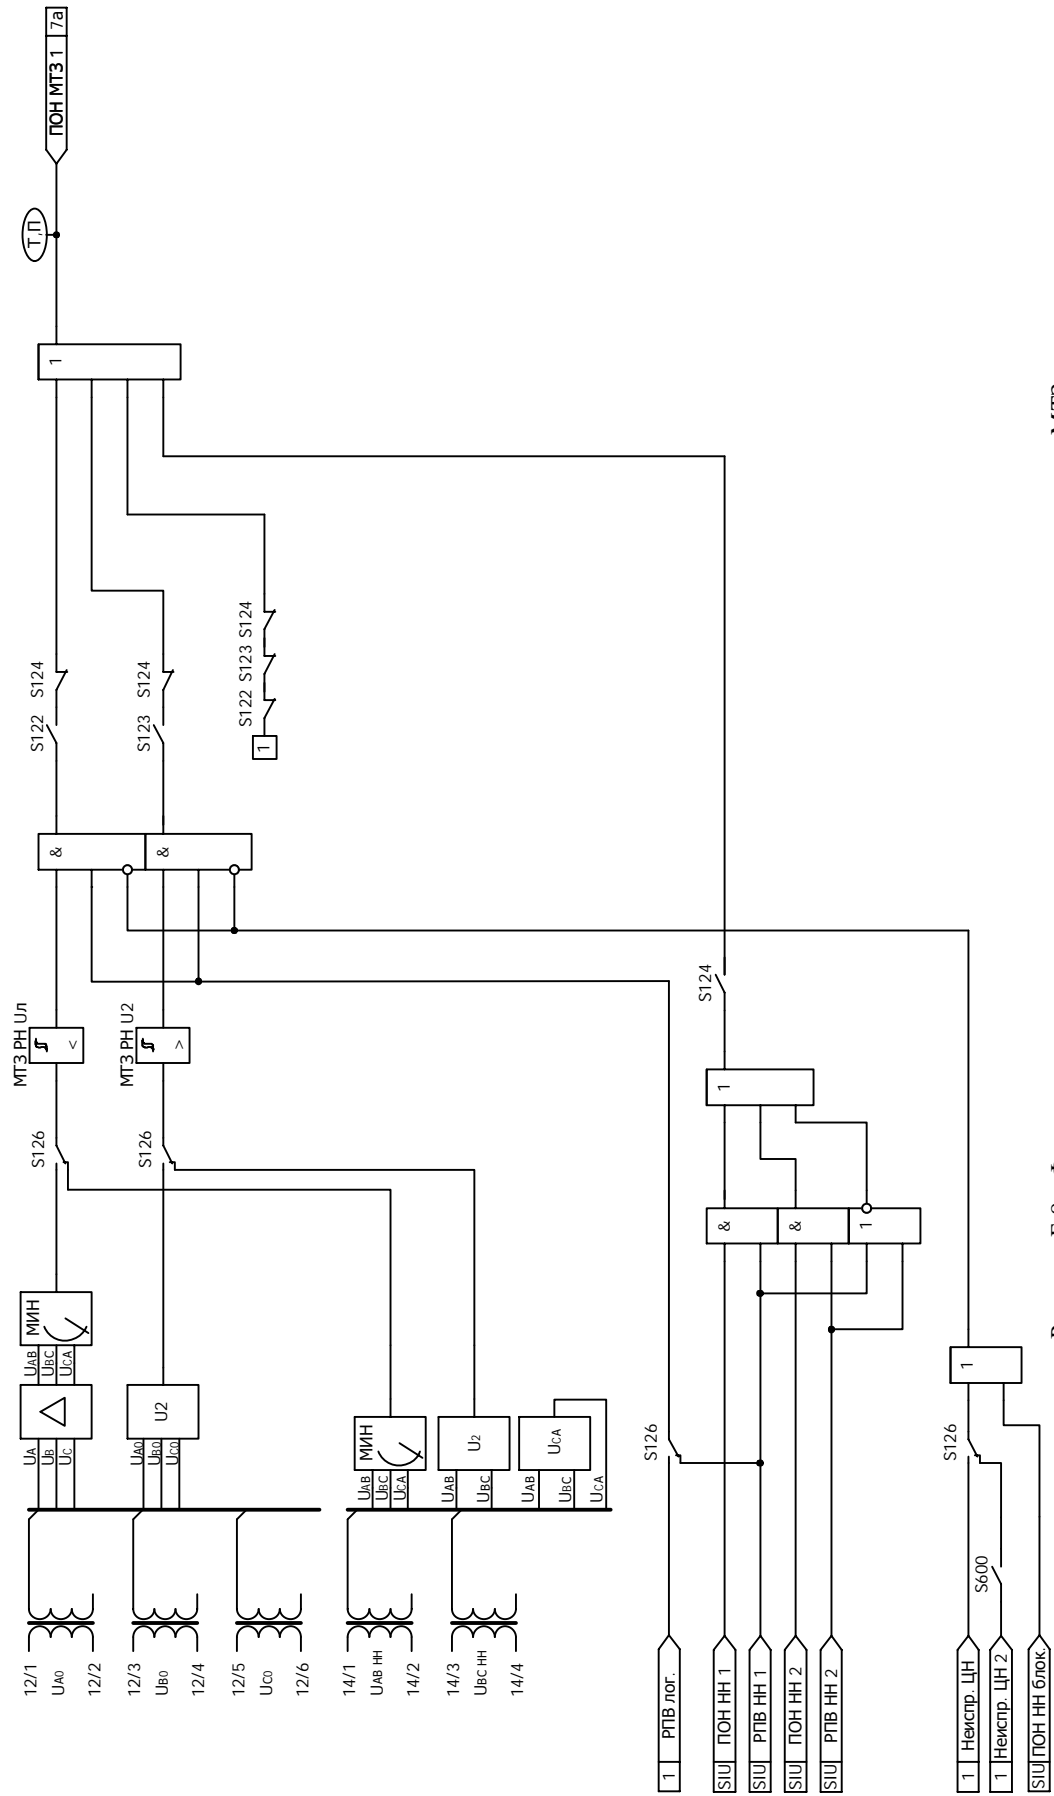 ПОН МТЗ 1 7а
Т,П
1
S122 S124
S123 S124
1 S122 S123 S124
&
&
МТЗ РН Uл
<
МТЗ РН U2
>
S126
S126
МИН
UAB
UBC
UCA
UA
UB
UC
U2
UA0
UB0
UC0
МИН
UAB
UBC
UCA
U2
UAB
UBC
UCA
UAB
UBC
UCA
12/1
UA0
12/2
12/3
UB0
12/4
12/5
UC0
12/6
14/1
UAB НН
14/2
14/3
UBC НН
14/4
S124
1
&
&
1
S126
1 РПВ лог.
SIU ПОН НН 1
SIU РПВ НН 1
SIU ПОН НН 2
SIU РПВ НН 2
1
S126
S600
1 Неиспр. ЦН
1 Неиспр. ЦН 2
SIU ПОН НН блок.